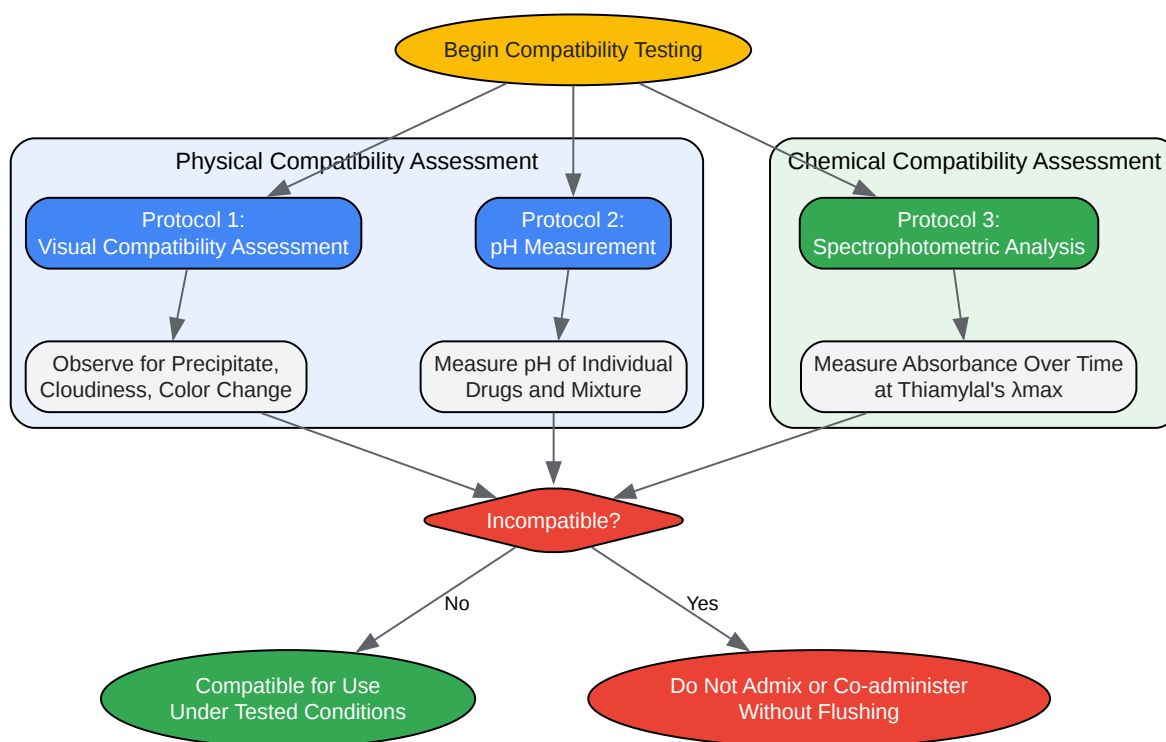 Begin Compatibility Testing
Physical Compatibility Assessment
Chemical Compatibility Assessment
Protocol 1:
Visual Compatibility Assessment
Protocol 2:
pH Measurement
Protocol 3:
Spectrophotometric Analysis
Observe for Precipitate,
Cloudiness, Color Change
Measure pH of Individual
Drugs and Mixture
Measure Absorbance Over Time
at Thiamylal's λmax
Incompatible?
No
Yes
Compatible for Use
Under Tested Conditions
Do Not Admix or Co-administer
Without Flushing